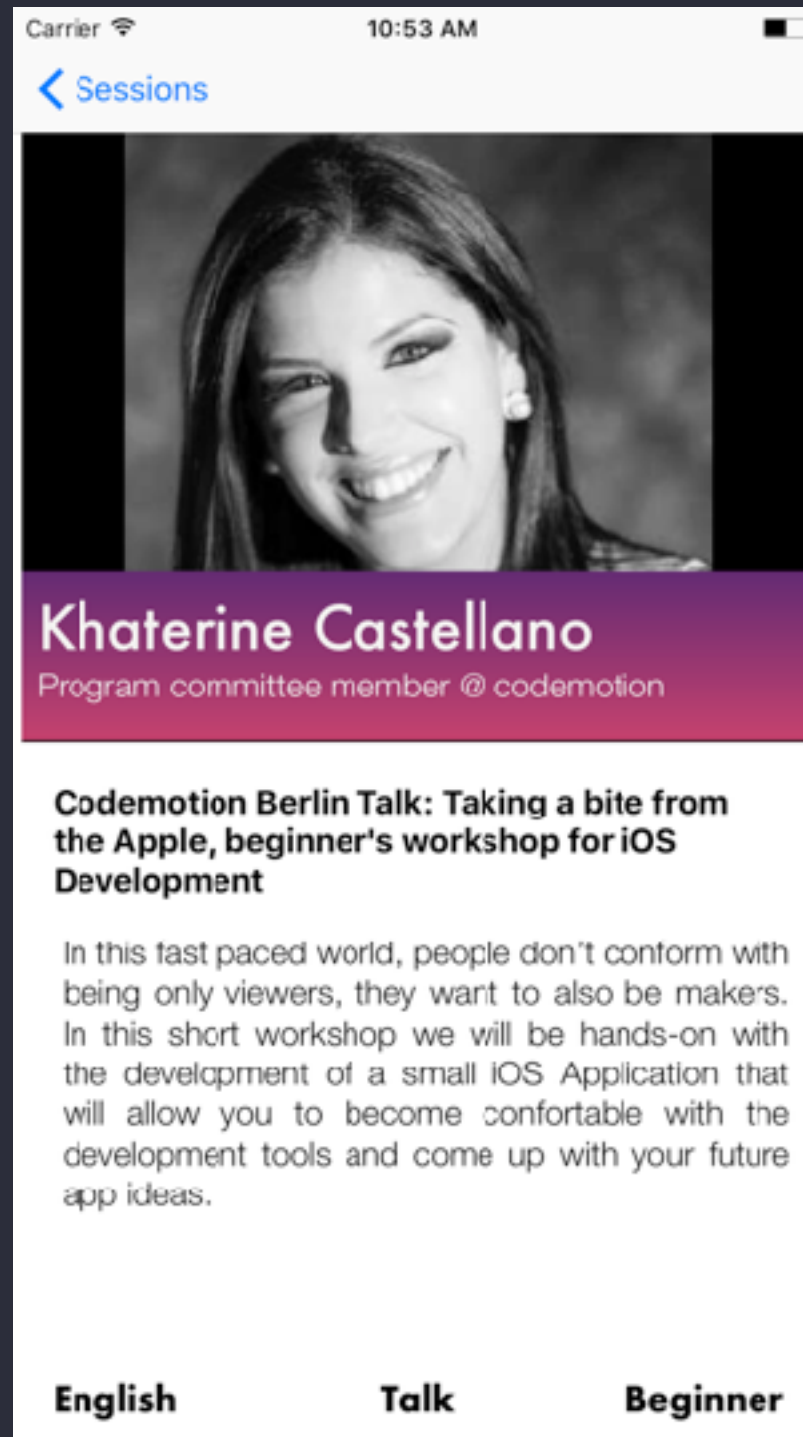 Carrier 10:53 AM
Sessions
Khaterine Castellano
Program committee member @ codemotion
Codemotion Berlin Talk: Taking a bite from
the Apple, beginner's workshop for iOS
Development
In this fast paced world, people don't conform with
being only viewers, they want to also be makers.
In this short workshop we will be hands-on with
the development of a small iOS Application that
will allow you to become confortable with the
development tools and come up with your future
app ideas.
English Talk Beginner